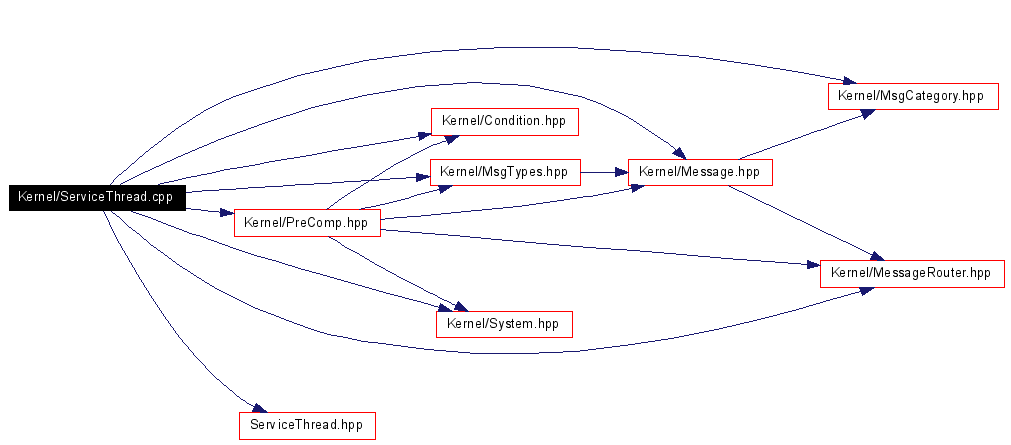 Kernel/MsgCategory.hpp
Kernel/Condition.hpp
Kernel/MsgTypes.hpp
Kernel/Message.hpp
Kernel/ServiceThread.cpp
Kernel/PreComp.hpp
Kernel/MessageRouter.hpp
Kernel/System.hpp
ServiceThread.hpp